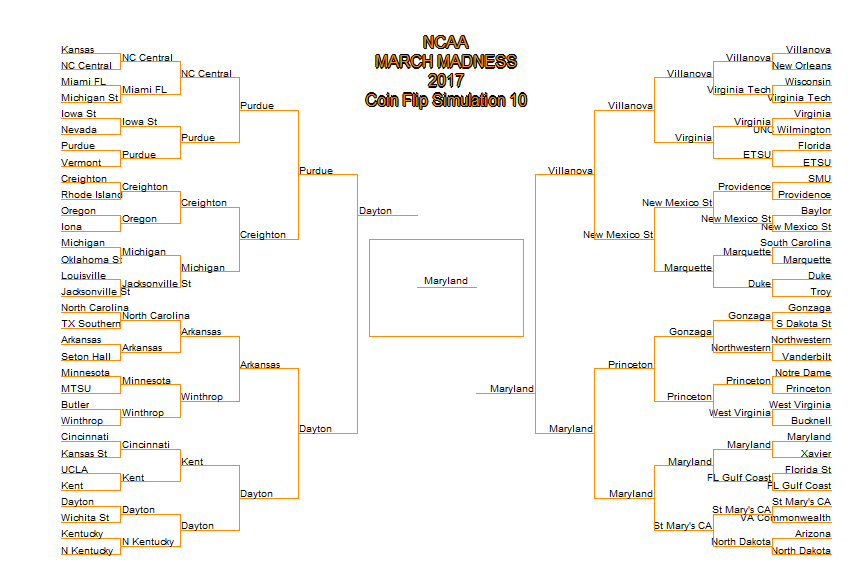 NCAA
MARCH MADNESS
2017
Coin Flip Simulation 10
Kansas
NC Central
Miami FL
Michigan St
Iowa St
Nevada
Purdue
Vermont
Creighton
Rhode Island
Oregon
Iona
Michigan
Oklahoma St
Louisville
Jacksonville St
North Carolina
TX Southern
Arkansas
Seton Hall
Minnesota
MTSU
Butler
Winthrop
Cincinnati
Kansas St
UCLA
Kent
Dayton
Wichita St
Kentucky
N Kentucky
NC Central
Miami FL
Iowa St
Purdue
Creighton
Oregon
Michigan
Jacksonville St
North Carolina
Arkansas
Minnesota
Winthrop
Cincinnati
Kent
Dayton
N Kentucky
NC Central
Purdue
Creighton
Michigan
Arkansas
Winthrop
Kent
Dayton
Purdue
Creighton
Arkansas
Dayton
Purdue
Dayton
Dayton
Maryland
Maryland
Villanova
Maryland
Villanova
New Mexico St
Princeton
Maryland
Villanova
Virginia
New Mexico St
Marquette
Gonzaga
Princeton
Maryland
St Mary's CA
Villanova
Virginia Tech
Virginia
ETSU
Providence
New Mexico St
Marquette
Duke
Gonzaga
Northwestern
Princeton
West Virginia
Maryland
FL Gulf Coast
St Mary's CA
North Dakota
Villanova
New Orleans
Wisconsin
Virginia Tech
Virginia
UNC Wilmington
Florida
ETSU
SMU
Providence
Baylor
New Mexico St
South Carolina
Marquette
Duke
Troy
Gonzaga
S Dakota St
Northwestern
Vanderbilt
Notre Dame
Princeton
West Virginia
Bucknell
Maryland
Xavier
Florida St
FL Gulf Coast
St Mary's CA
VA Commonwealth
Arizona
North Dakota